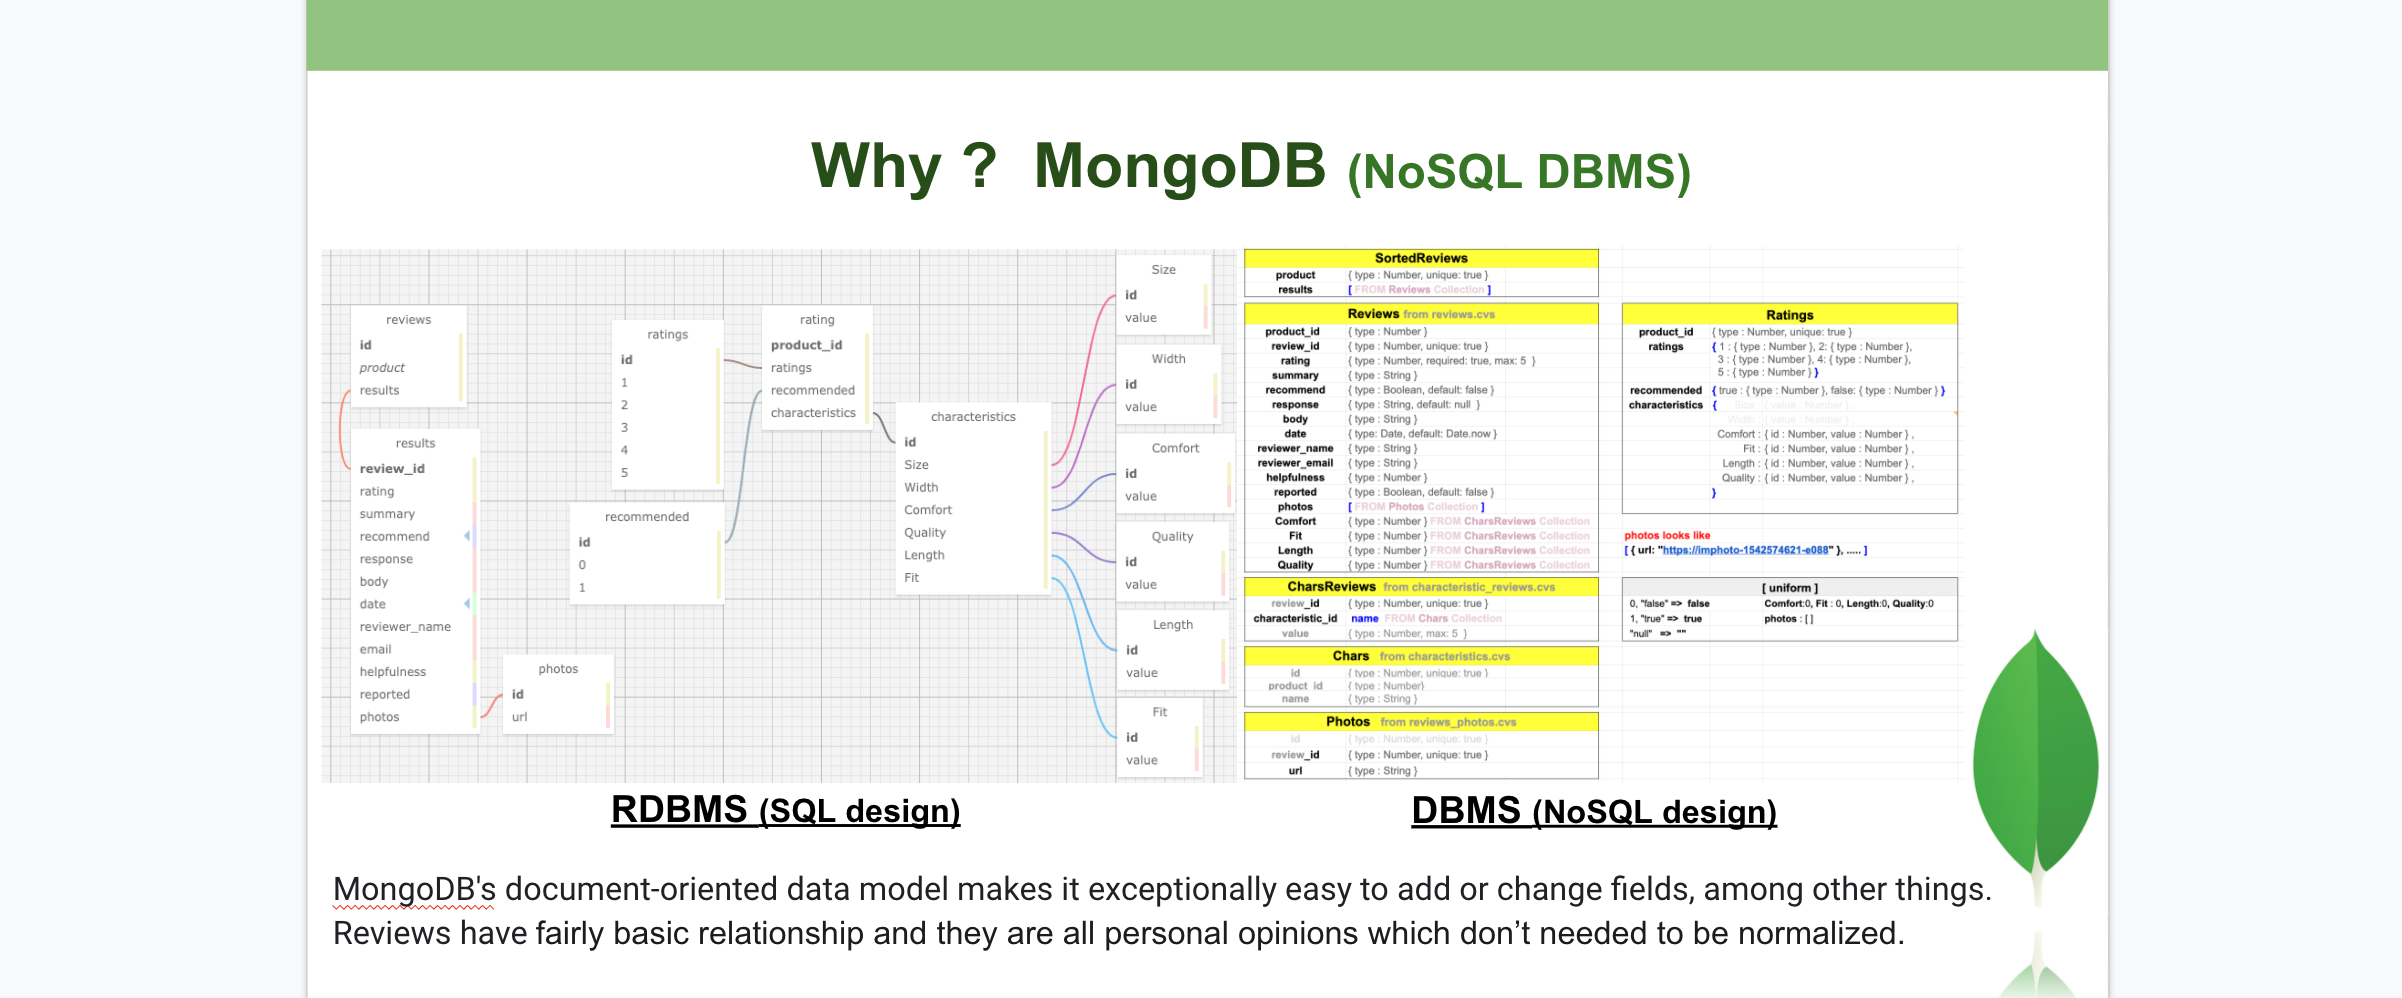 Why ? MongoDB (NoSQL DBMS)
reviews
id
product
results
results
review_id
rating
summary
recommend
response
body
date
reviewer_name
email
helpfulness
reported
photos
photos
id
url
ratings
id
1
2
3
4
5
recommended
id
0
1
rating
product_id
ratings
recommended
characteristics
characteristics
id
Size
Width
Comfort
Quality
Length
Fit
Size
id
value
Width
id
value
Comfort
id
value
Quality
id
value
Length
id
value
Fit
id
value
RDBMS (SQL design)
SortedReviews
product { type : Number, unique: true }
results [ FROM Reviews Collection ]
Reviews from reviews.cvs
product_id { type : Number }
review_id { type : Number, unique: true }
rating { type : Number, required: true, max: 5 }
summary { type : String }
recommend { type : Boolean, default: false }
response { type : String, default: null }
body { type : String }
date { type: Date, default: Date.now }
reviewer_name { type : String }
reviewer_email { type : String }
helpfulness { type : Number }
reported { type : Boolean, default: false }
photos [ FROM Photos Collection ]
Comfort { type : Number } FROM CharsReviews Collection
Fit { type : Number } FROM CharsReviews Collection
Length { type : Number } FROM CharsReviews Collection
Quality { type : Number } FROM CharsReviews Collection
CharsReviews from characteristic_reviews.cvs
review_id { type : Number, unique: true }
characteristic_id name FROM Chars Collection
value { type : Number, max: 5 }
Chars from characteristics.cvs
id { type : Number, unique: true }
product_id { type : Number}
name { type : String }
Photos from reviews_photos.cvs
id { type : Number, unique: true }
review_id { type : Number, unique: true }
url { type : String }
Ratings
product_id { type : Number, unique: true }
ratings { 1 : { type : Number }, 2: { type : Number },
3 : { type : Number }, 4: { type : Number },
5 : { type : Number } }
recommended { true : { type : Number }, false: { type : Number } }
characteristics { Size : { value : Number } ,
Width : { value : Number } ,
Comfort : { id : Number, value : Number } ,
Fit : { id : Number, value : Number } ,
Length : { id : Number, value : Number } ,
Quality : { id : Number, value : Number } ,
}
photos looks like
[ { url: "https://imphoto-1542574621-e088" }, ..... ]
[ uniform ]
0, "false" => false Comfort:0, Fit : 0, Length:0, Quality:0
1, "true" => true photos : [ ]
"null" => ""
DBMS (NoSQL design)
MongoDB's document-oriented data model makes it exceptionally easy to add or change fields, among other things.
Reviews have fairly basic relationship and they are all personal opinions which don’t needed to be normalized.